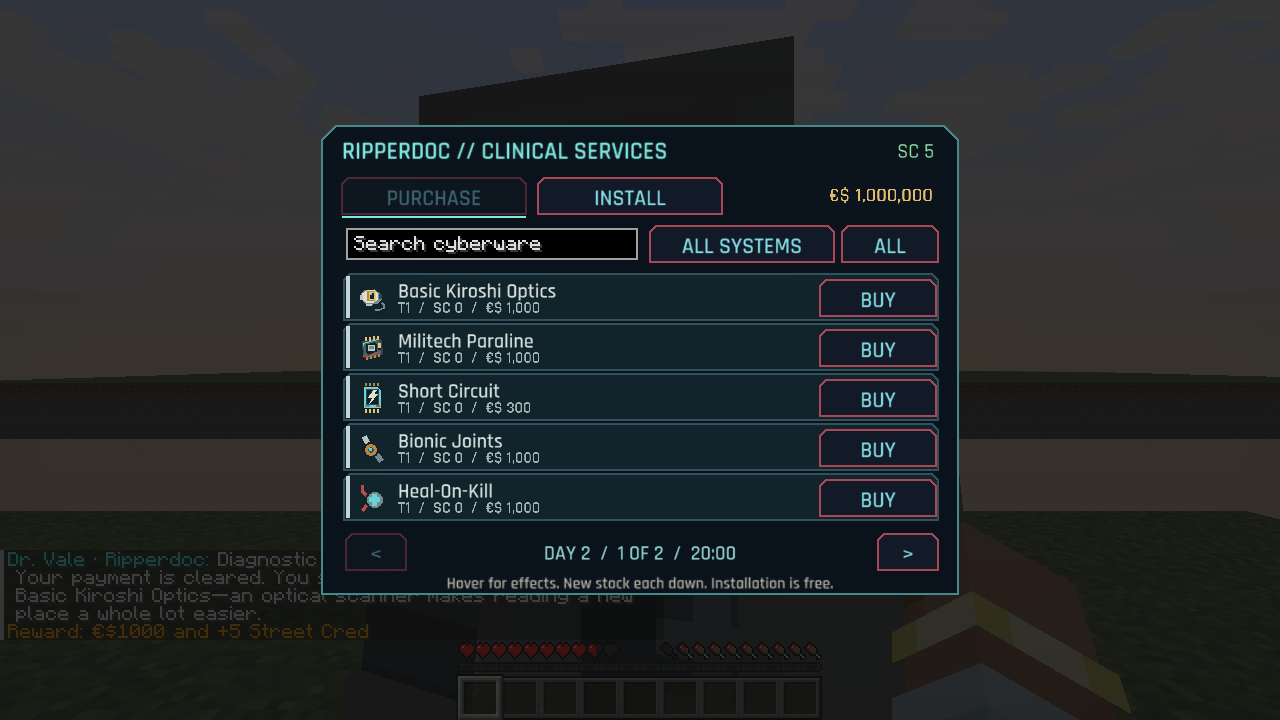 RIPPERDOC // CLINICAL SERVICES
SC 5
PURCHASE
INSTALL
€$ 1,000,000
Search cyberware
ALL SYSTEMS
ALL
Basic Kiroshi Optics
T1 / SC 0 / €$ 1,000
BUY
Militech Paraline
T1 / SC 0 / €$ 1,000
BUY
Short Circuit
T1 / SC 0 / €$ 300
BUY
Bionic Joints
T1 / SC 0 / €$ 1,000
BUY
Heal-On-Kill
T1 / SC 0 / €$ 1,000
BUY
<
DAY 2 / 1 OF 2 / 20:00
>
Hover for effects. New stock each dawn. Installation is free.
Dr. Vale · Ripperdoc: Diagnostic
Your payment is cleared. You
Basic Kiroshi Optics—an optical scanner makes reading a new
place a whole lot easier.
Reward: €$1000 and +5 Street Cred